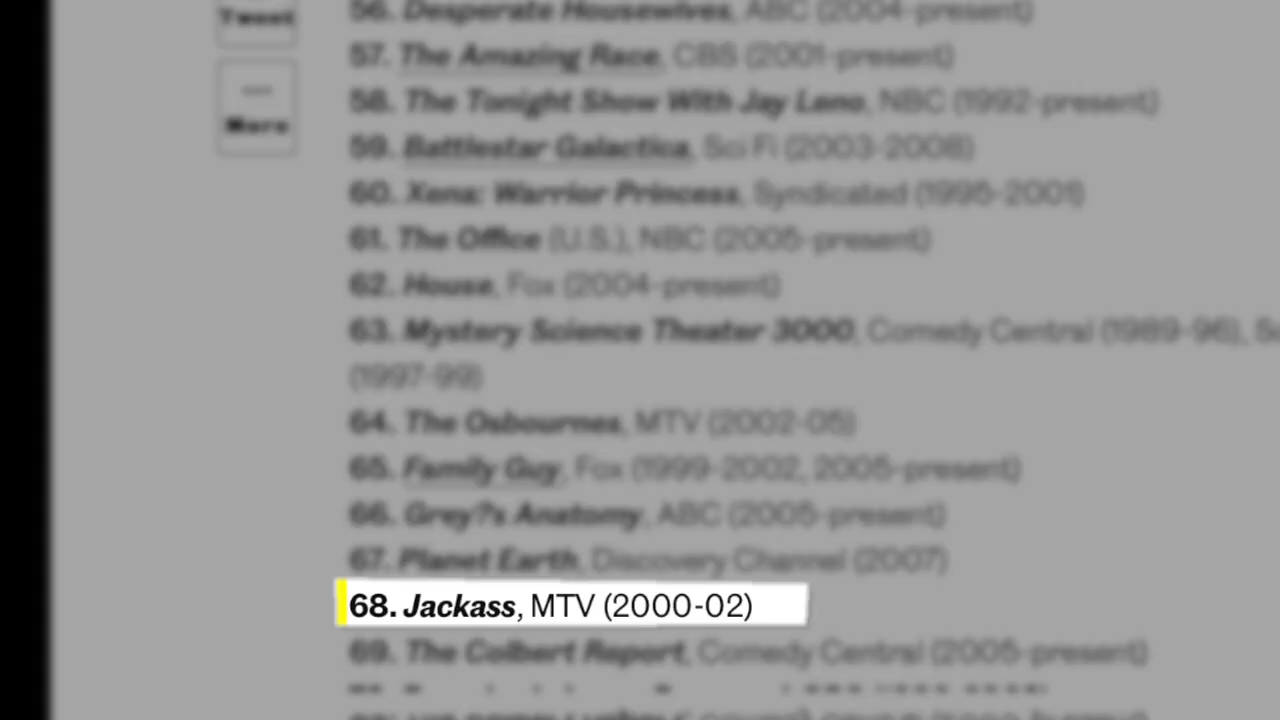 Tweet
More
56. Desperate Housewives, ABC (2004-present)
57. The Amazing Race, CBS (2001-present)
58. The Tonight Show With Jay Leno, NBC (1992-present)
59. Battlestar Galactica, Sci Fi (2003-2008)
60. Xena: Warrior Princess, Syndicated (1995-2001)
61. The Office (U.S.), NBC (2005-present)
62. House, Fox (2004-present)
63. Mystery Science Theater 3000, Comedy Central (1989-96),
(1997-99)
64. The Osbournes, MTV (2002-05)
65. Family Guy, Fox (1999-2002, 2005-present)
66. Grey?s Anatomy, ABC (2005-present)
67. Planet Earth, Discovery Channel (2007)
68. Jackass, MTV (2000-02)
69. The Colbert Report, Comedy Central (2005-present)